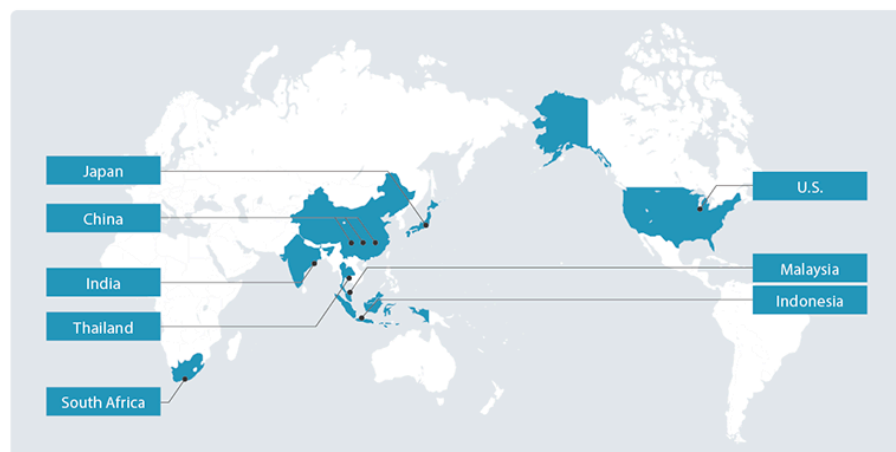 Japan
China
India
Thailand
South Africa
U.S.
Malaysia
Indonesia